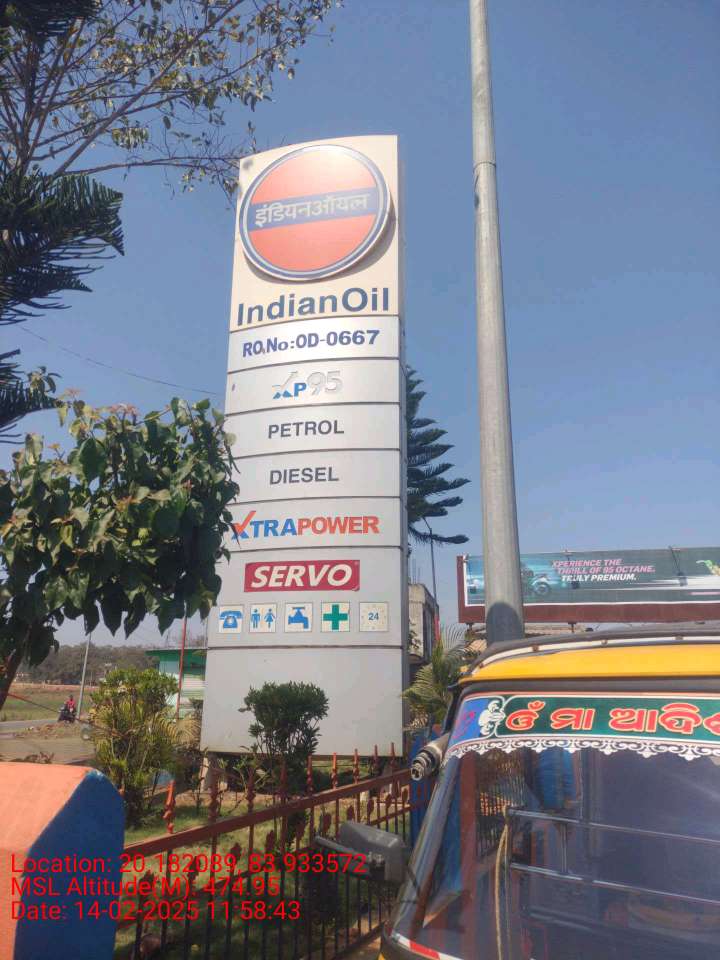 इंडियनऑयल
IndianOil
RO.No:OD-0667
XP95
PETROL
DIESEL
XTRAPOWER
SERVO
24
XPERIENCE THE
THRILL OF 95 OCTANE.
TRULY PREMIUM.
ଓଁ ମା ଆଦିଶ
Location: 20.182089, 83.933572
MSL Altitude(M): 474.95
Date: 14-02-2025 11 58:43